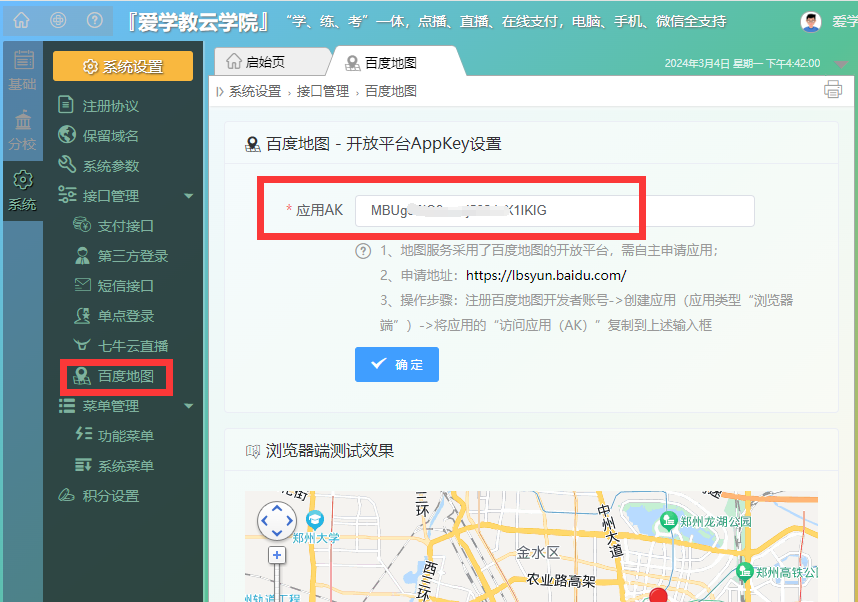 『爱学教云学院』 “学、练、考”一体，点播、直播、在线支付，电脑、手机、微信全支持
爱学
基础
分校
系统
系统设置
注册协议
保留域名
系统参数
接口管理
支付接口
第三方登录
短信接口
单点登录
七牛云直播
百度地图
菜单管理
功能菜单
系统菜单
积分设置
启始页
百度地图
2024年3月4日 星期一 下午4:42:00
系统设置 › 接口管理 › 百度地图
百度地图 - 开放平台AppKey设置
* 应用AK
1、地图服务采用了百度地图的开放平台，需自主申请应用；
2、申请地址：https://lbsyun.baidu.com/
3、操作步骤：注册百度地图开发者账号->创建应用（应用类型“浏览器
端”）->将应用的“访问应用（AK）”复制到上述输入框
确 定
浏览器端测试效果
三环
中州大道
郑州龙湖公园
郑州大学
金水区
西三环
农业路高架
郑州高铁公
州轨道工程